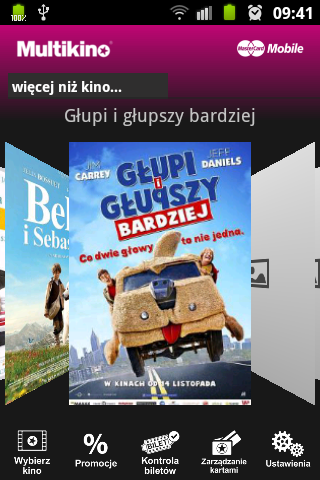 100%
09:41
Multikino
MasterCard Mobile
więcej niż kino...
Głupi i głupszy bardziej
Bel
i Sebas
JIM
CARREY
JEFF
DANIELS
GŁUPI
I
GŁUPSZY
BARDZIEJ
Co dwie głowy to nie jedna.
W KINACH OD 14 LISTOPADA
Wybierz
kino
Promocje
BILET
Kontrola
biletów
Zarządzanie
kartami
Ustawienia